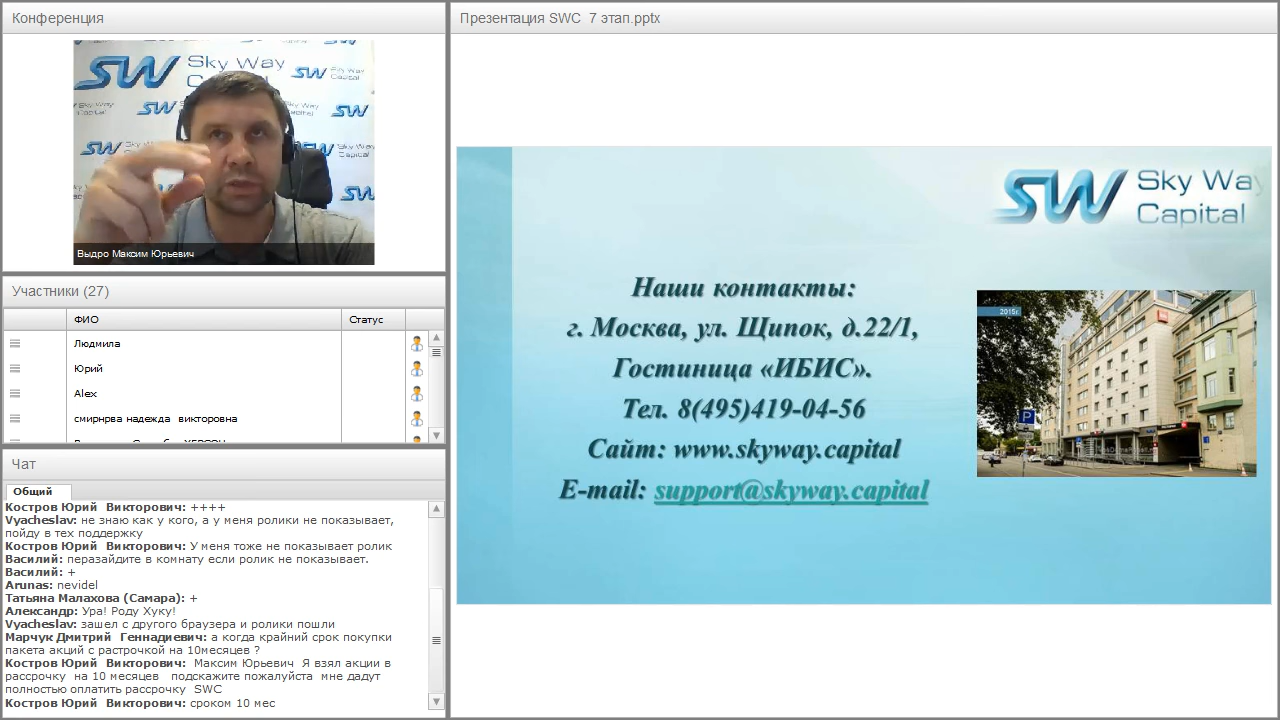 Конференция
Sky Way
Capital
Выдро Максим Юрьевич
Участники (27)
ФИО
Статус
Людмила
Юрий
Alex
смирнрва надежда викторовна
Чат
Общий
Костров Юрий Викторович: ++++
Vyacheslav: не знаю как у кого, а у меня ролики не показывает,
пойду в тех поддержку
Костров Юрий Викторович: У меня тоже не показывает ролик
Василий: перазайдите в комнату если ролик не показывает.
Василий: +
Arunas: nevidel
Татьяна Малахова (Самара): +
Александр: Ура! Роду Хуку!
Vyacheslav: зашел с другого браузера и ролики пошли
Марчук Дмитрий Геннадиевич: а когда крайний срок покупки
пакета акций с растрочкой на 10месяцев ?
Костров Юрий Викторович: Максим Юрьевич Я взял акции в
рассрочку на 10 месяцев подскажите пожалуйста мне дадут
полностью оплатить рассрочку SWC
Костров Юрий Викторович: сроком 10 мес
Презентация SWC 7 этап.pptx
SW Sky Way
Capital
Наши контакты:
г. Москва, ул. Щипок, д.22/1,
Гостиница «ИБИС».
Тел. 8(495)419-04-56
Сайт: www.skyway.capital
E-mail: support@skyway.capital
2015г.
P